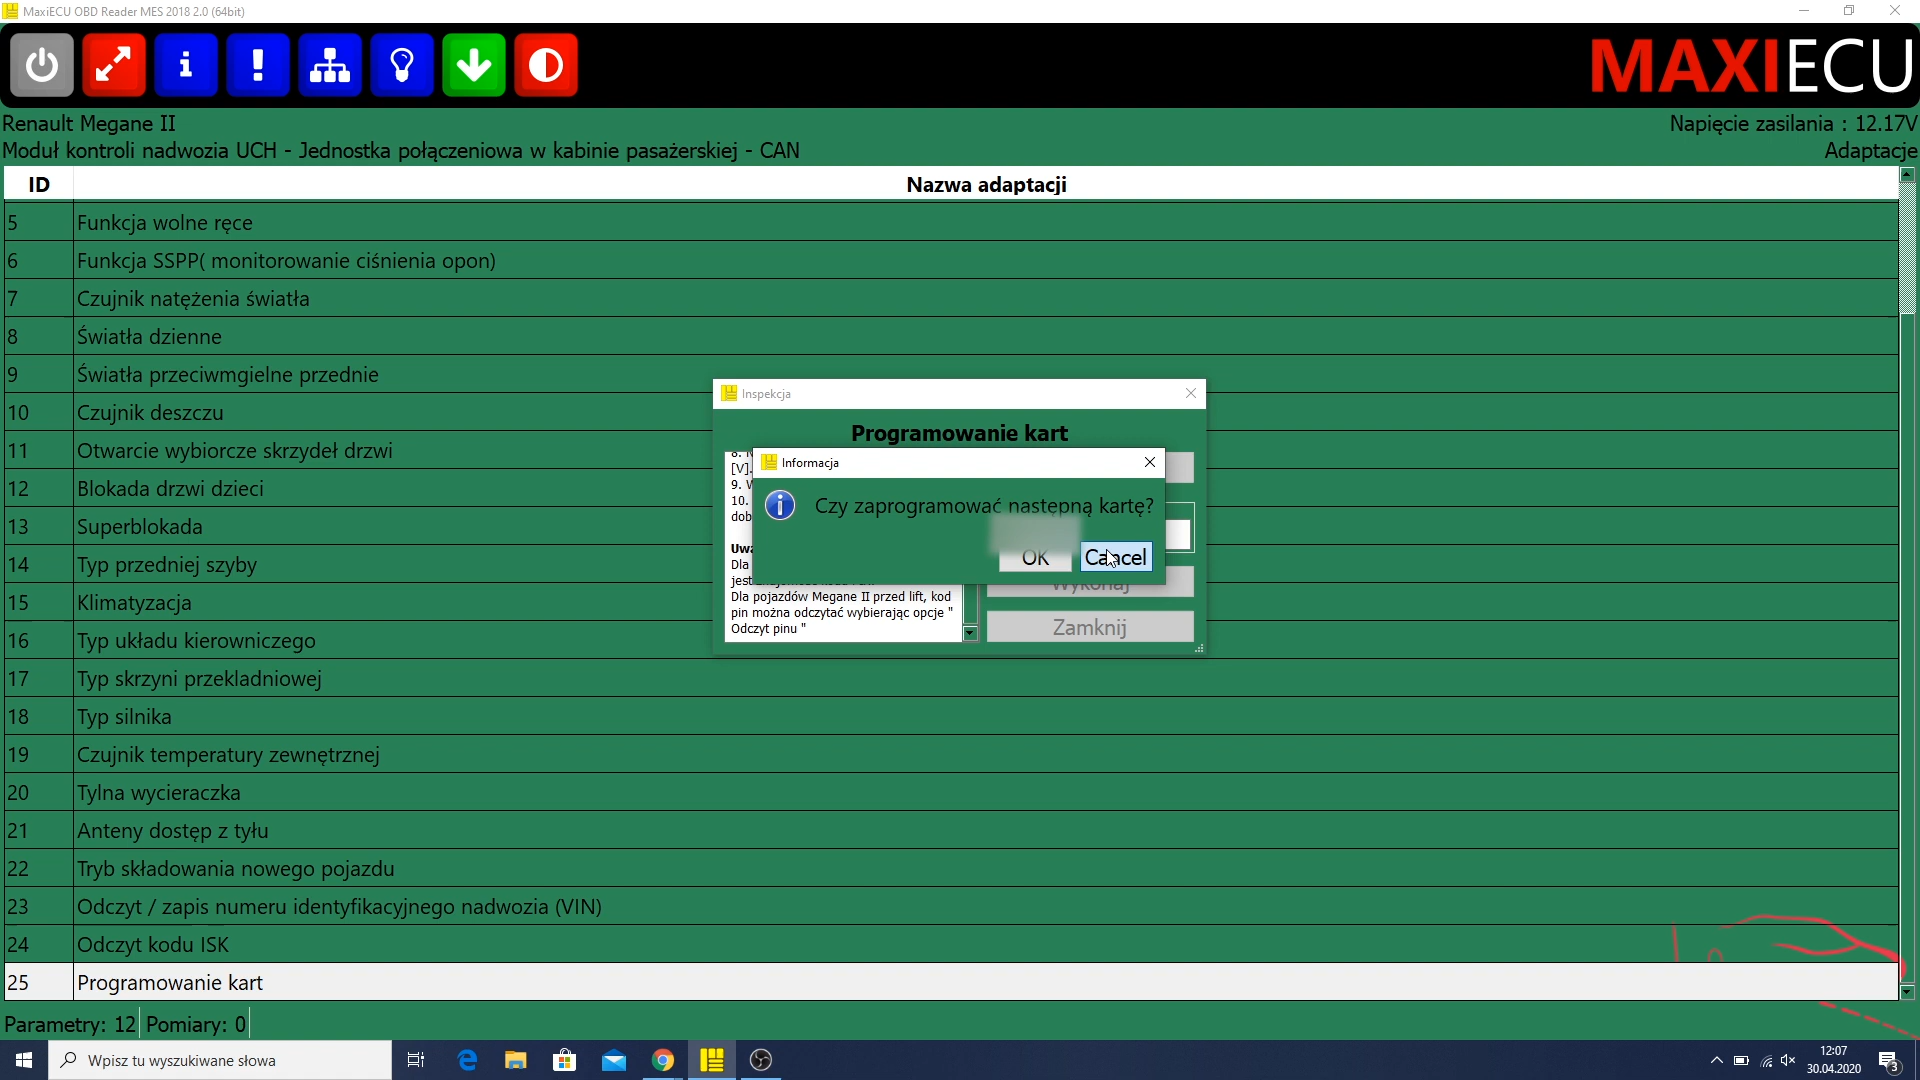 MaxiECU OBD Reader MES 2018 2.0 (64bit)
MAXIECU
Renault Megane II
Napięcie zasilania : 12.17V
Moduł kontroli nadwozia UCH - Jednostka połączeniowa w kabinie pasażerskiej - CAN
Adaptacje
ID Nazwa adaptacji
5 Funkcja wolne ręce
6 Funkcja SSPP( monitorowanie ciśnienia opon)
7 Czujnik natężenia światła
8 Światła dzienne
9 Światła przeciwmgielne przednie
10 Czujnik deszczu
11 Otwarcie wybiorcze skrzydeł drzwi
12 Blokada drzwi dzieci
13 Superblokada
14 Typ przedniej szyby
15 Klimatyzacja
16 Typ układu kierowniczego
17 Typ skrzyni przekladniowej
18 Typ silnika
19 Czujnik temperatury zewnętrznej
20 Tylna wycieraczka
21 Anteny dostęp z tyłu
22 Tryb składowania nowego pojazdu
23 Odczyt / zapis numeru identyfikacyjnego nadwozia (VIN)
24 Odczyt kodu ISK
25 Programowanie kart
Inspekcja
Programowanie kart
[V].
9.
10.
Dla
Dla pojazdów Megane II przed lift, kod
pin można odczytać wybierając opcje "
Odczyt pinu "
Wykonaj
Zamknij
Informacja
Czy zaprogramować następną kartę?
OK Cancel
Parametry: 12 Pomiary: 0
Wpisz tu wyszukiwane słowa
12:07
30.04.2020
3